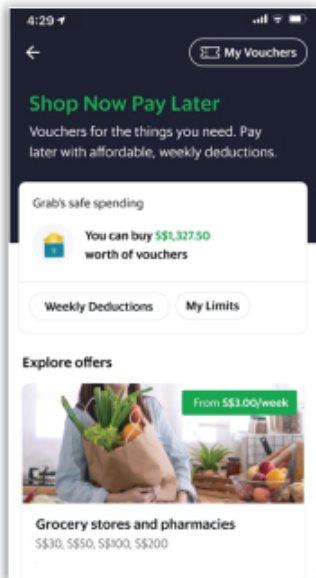 4:29
My Vouchers
Shop Now Pay Later
Vouchers for the things you need. Pay
later with affordable, weekly deductions.
Grab's safe spending
You can buy S$1,327.50
worth of vouchers
Weekly Deductions
My Limits
Explore offers
From S$3.00/week
Grocery stores and pharmacies
S$30, S$50, S$100, S$200